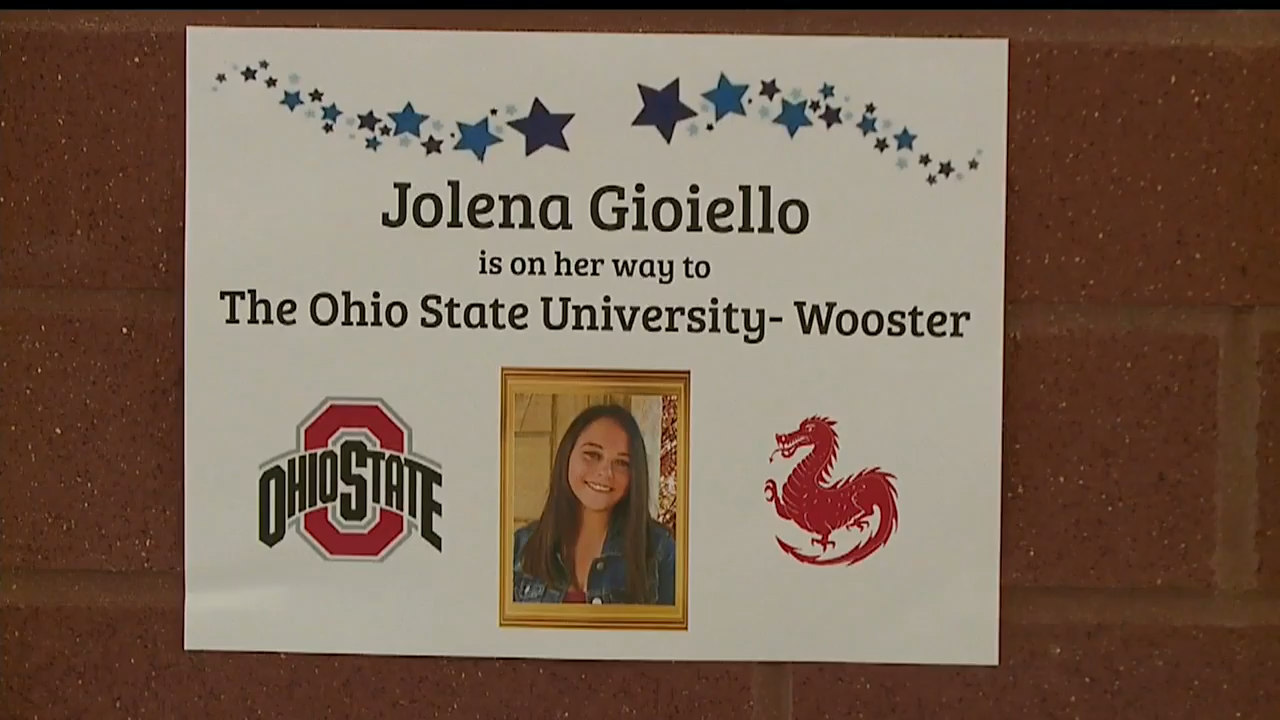 Jolena Gioiello
is on her way to
The Ohio State University- Wooster
OHIO STATE